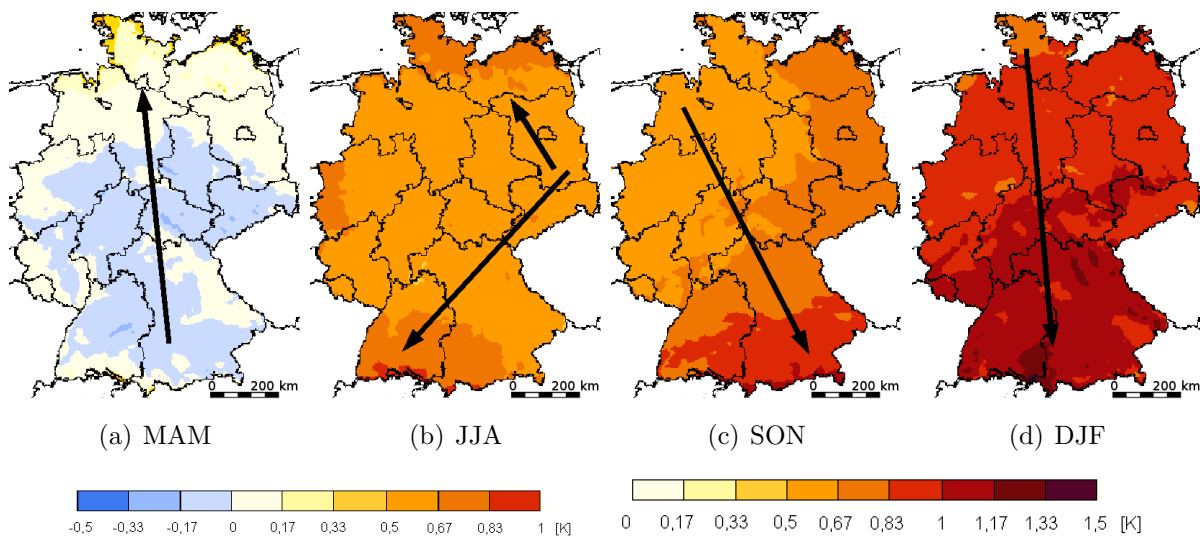 0 200 km
0 200 km
0 200 km
0 200 km
(a) MAM
(b) JJA
(c) SON
(d) DJF
-0,5 -0,33 -0,17 0 0,17 0,33 0,5 0,67 0,83 1 [K]
0 0,17 0,33 0,5 0,67 0,83 1 1,17 1,33 1,5 [K]